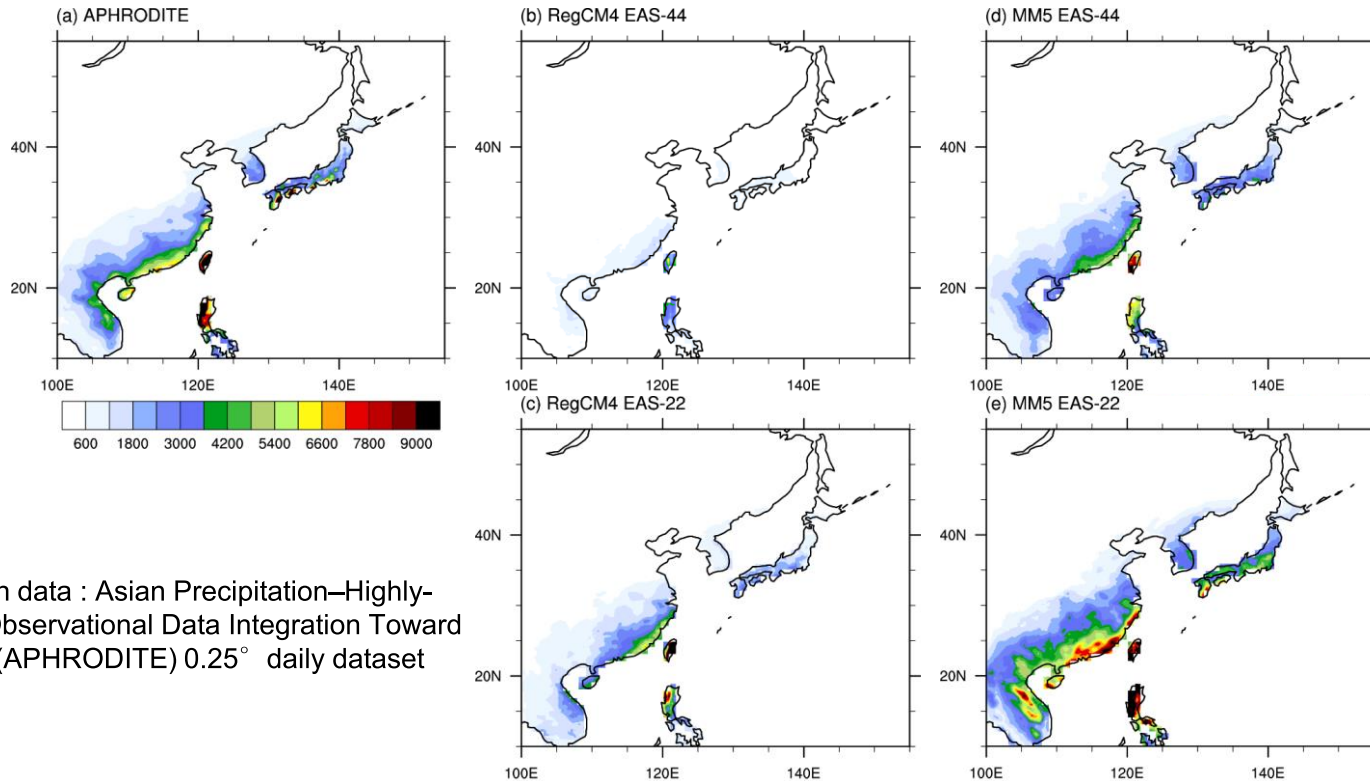 (a) APHRODITE
40N
20N
100E 120E 140E
600 1800 3000 4200 5400 6600 7800 9000
(b) RegCM4 EAS-44
40N
20N
100E 120E 140E
(d) MM5 EAS-44
40N
20N
100E 120E 140E
(c) RegCM4 EAS-22
40N
20N
100E 120E 140E
(e) MM5 EAS-22
40N
20N
100E 120E 140E
n data : Asian Precipitation–Highly-
Observational Data Integration Toward
(APHRODITE) 0.25° daily dataset